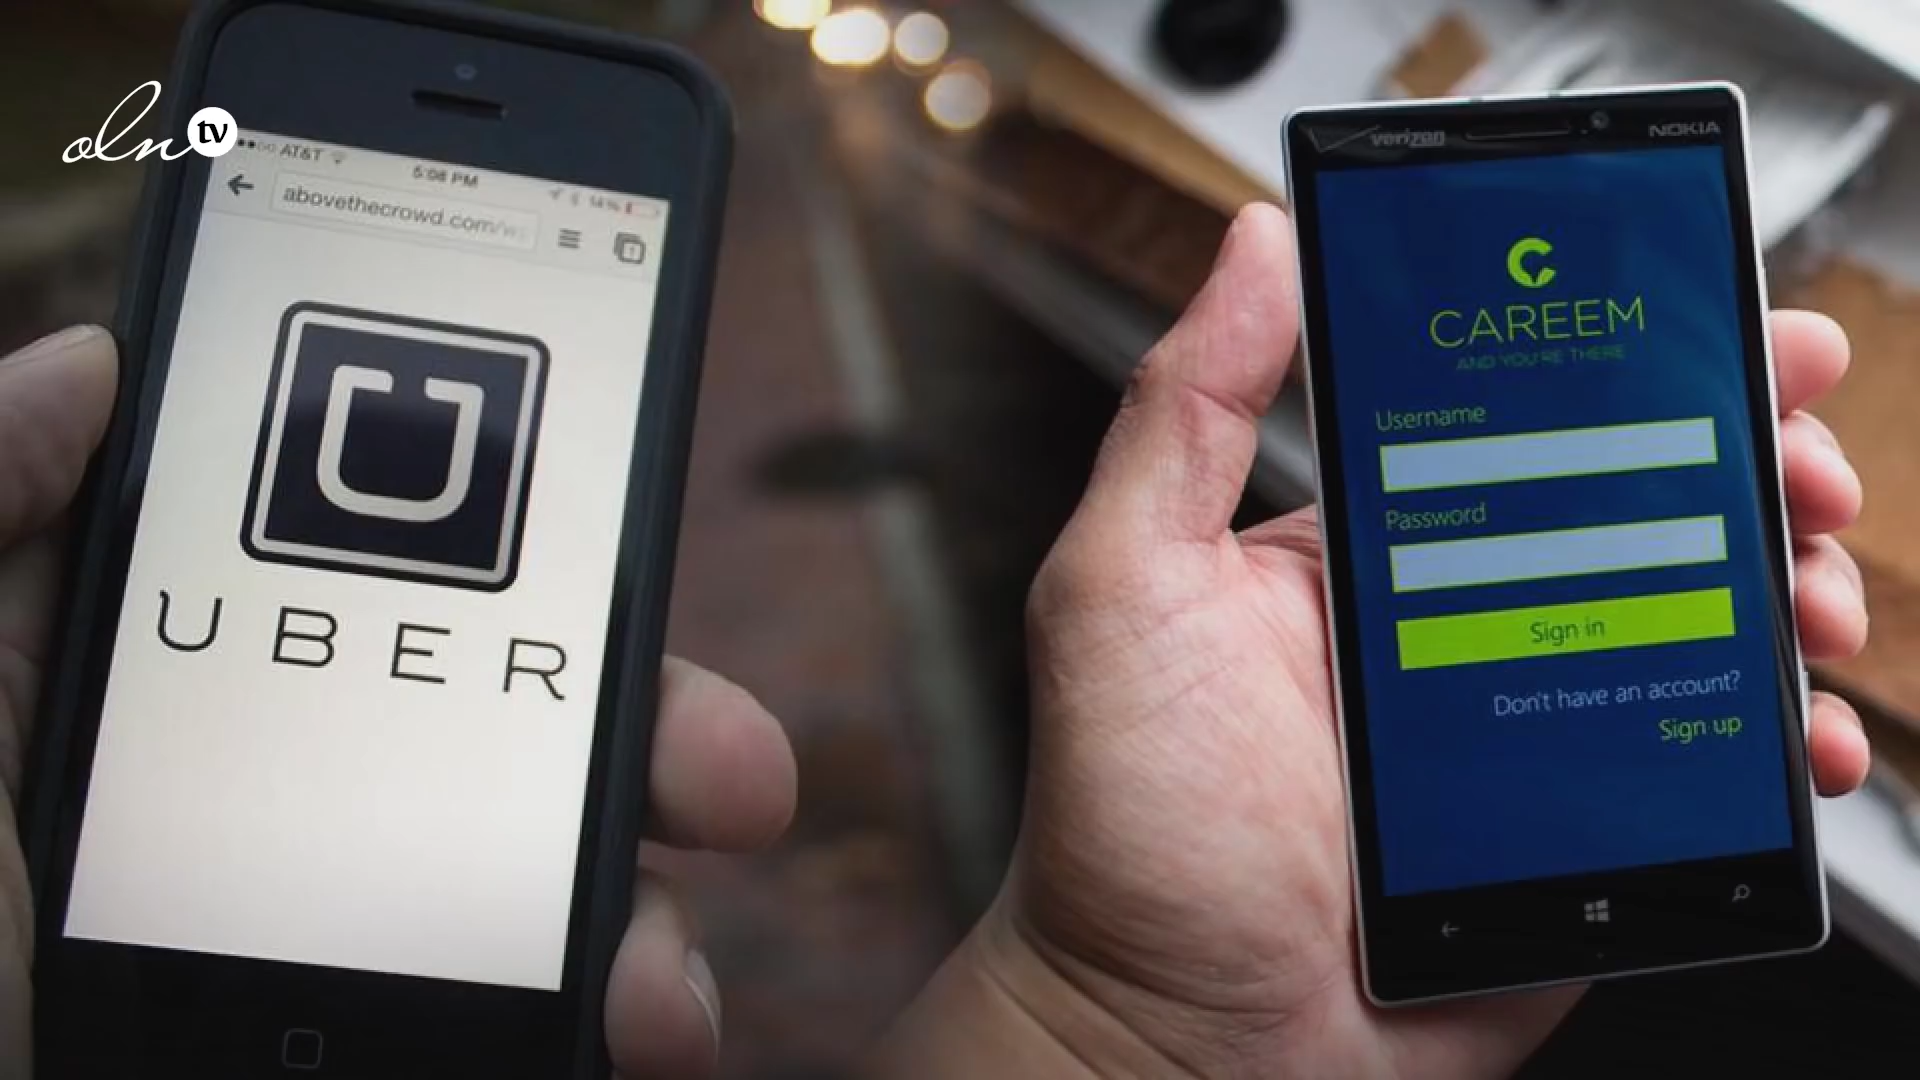 oln tv
AT&T
5:08 PM
14%
abovethecrowd.com/w
UBER
verizon
NOKIA
CAREEM
AND YOU'RE THERE
Username
Password
Sign in
Don't have an account?
Sign up